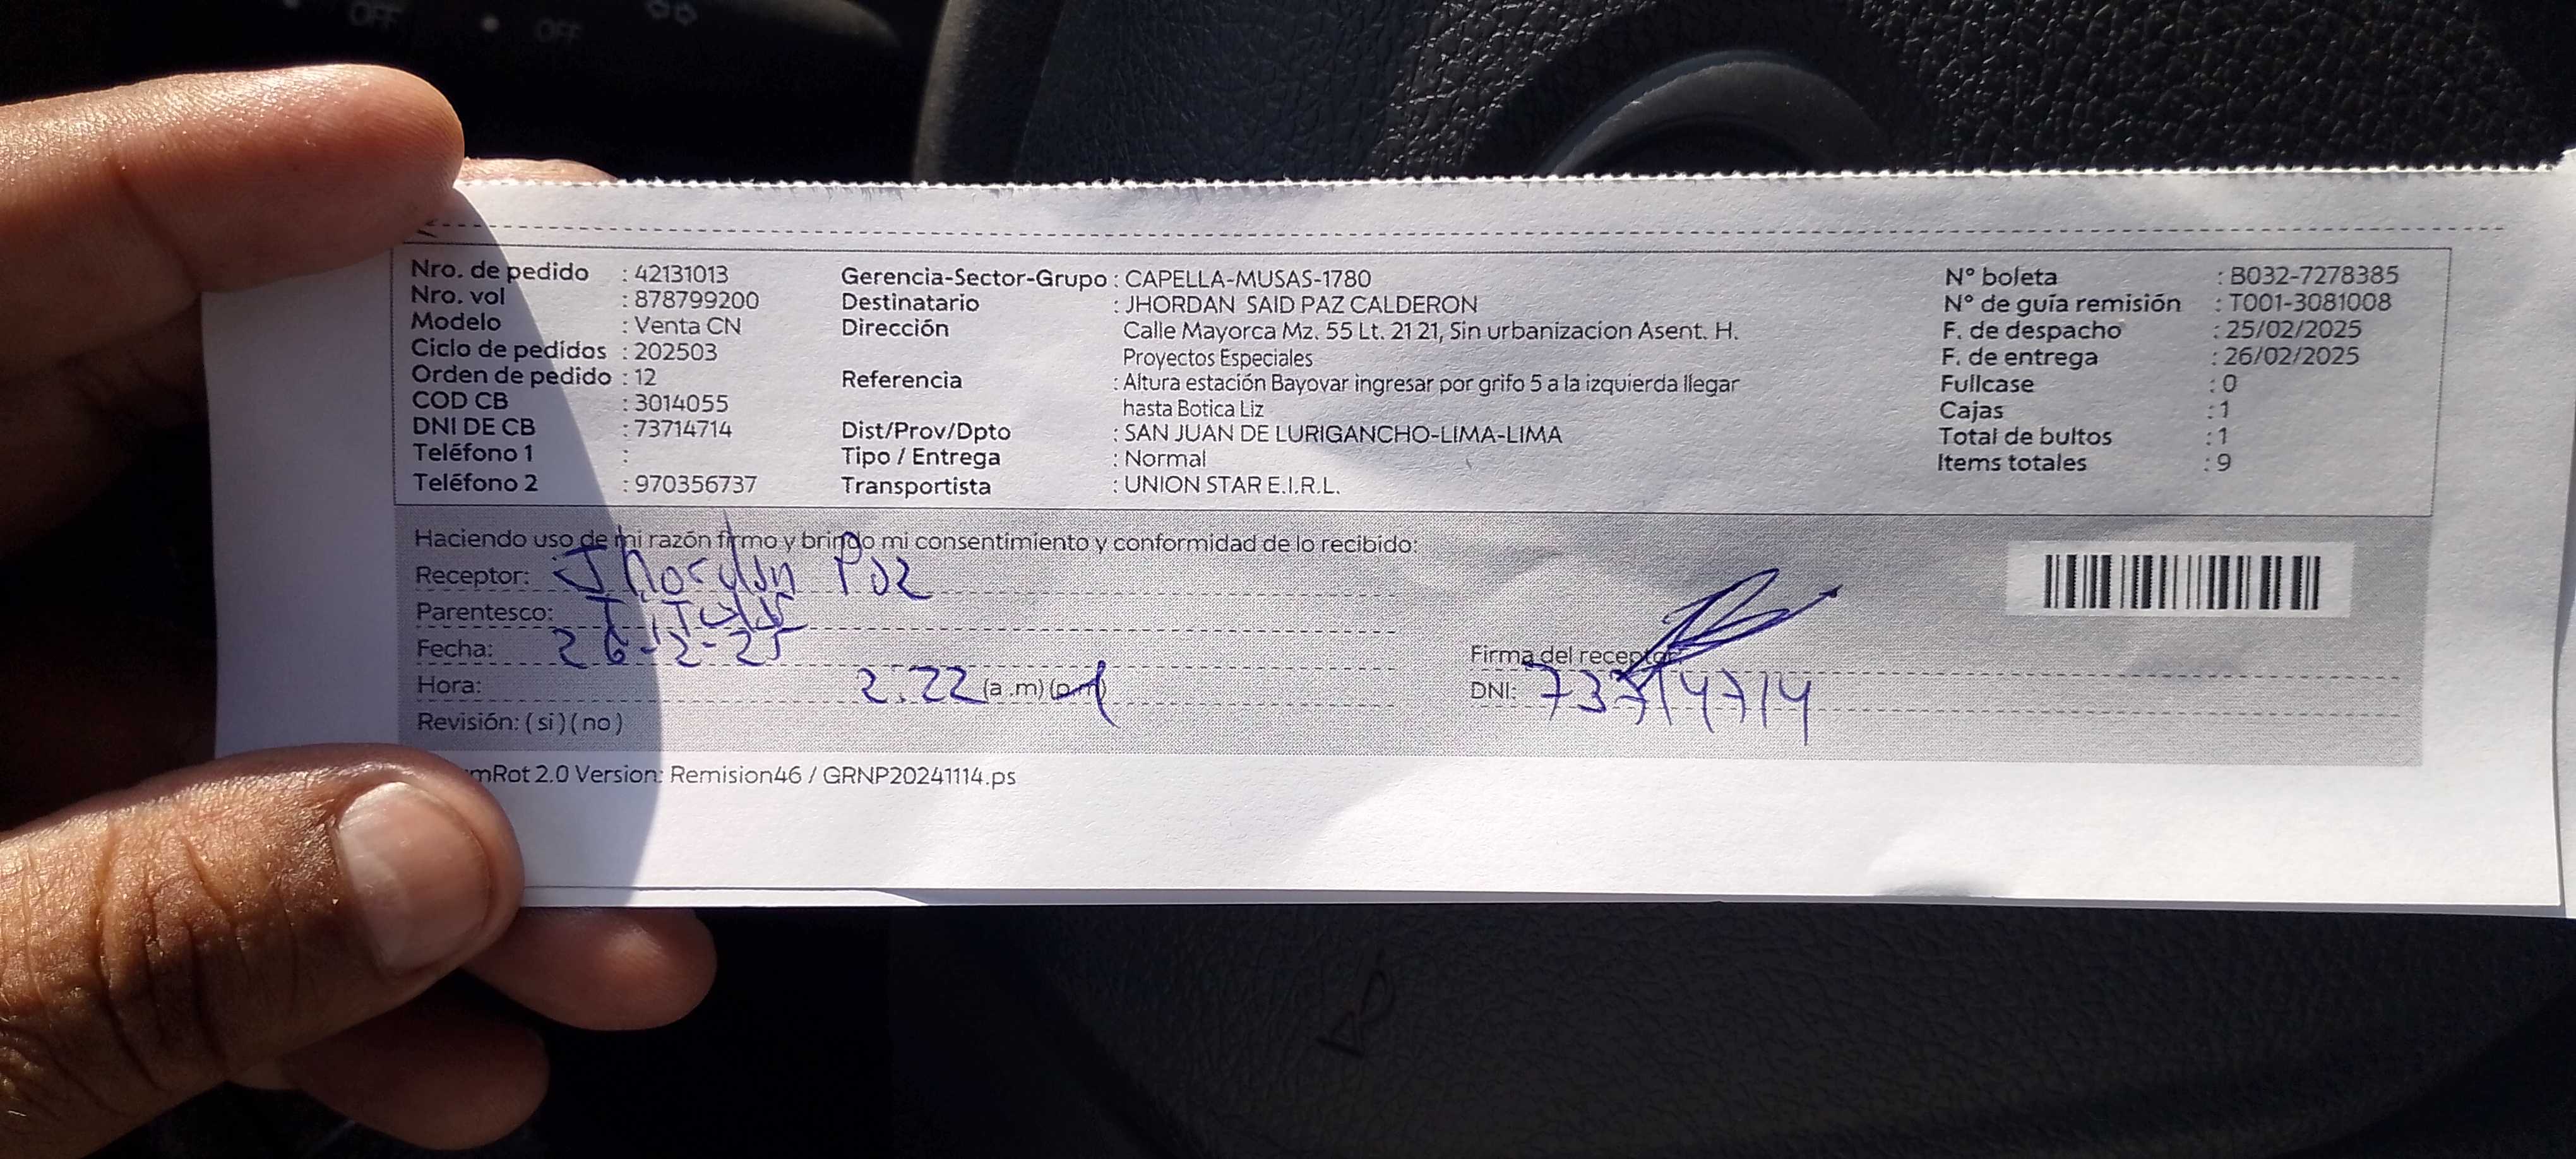 OFF
OFF
Nro. de pedido : 42131013
Nro. vol : 878799200
Modelo : Venta CN
Ciclo de pedidos : 202503
Orden de pedido : 12
COD CB : 3014055
DNI DE CB : 73714714
Teléfono 1 :
Teléfono 2 : 970356737
Gerencia-Sector-Grupo : CAPELLA-MUSAS-1780
Destinatario : JHORDAN SAID PAZ CALDERON
Dirección Calle Mayorca Mz. 55 Lt. 21 21, Sin urbanizacion Asent. H.
Proyectos Especiales
Referencia : Altura estación Bayovar ingresar por grifo 5 a la izquierda llegar
hasta Botica Liz
Dist/Prov/Dpto : SAN JUAN DE LURIGANCHO-LIMA-LIMA
Tipo / Entrega : Normal
Transportista : UNION STAR E.I.R.L.
N° boleta : B032-7278385
N° de guía remisión : T001-3081008
F. de despacho : 25/02/2025
F. de entrega : 26/02/2025
Fullcase : 0
Cajas : 1
Total de bultos : 1
Items totales : 9
Haciendo uso de mi razón firmo y brindo mi consentimiento y conformidad de lo recibido:
Receptor: Jhordan Paz
Parentesco: Titular
Fecha: 26-2-25
Hora: 2:22 (a .m) (p.m)
Revisión: ( si ) ( no )
Firma del receptor:
DNI: 73714714
mRot 2.0 Version: Remision46 / GRNP20241114.ps